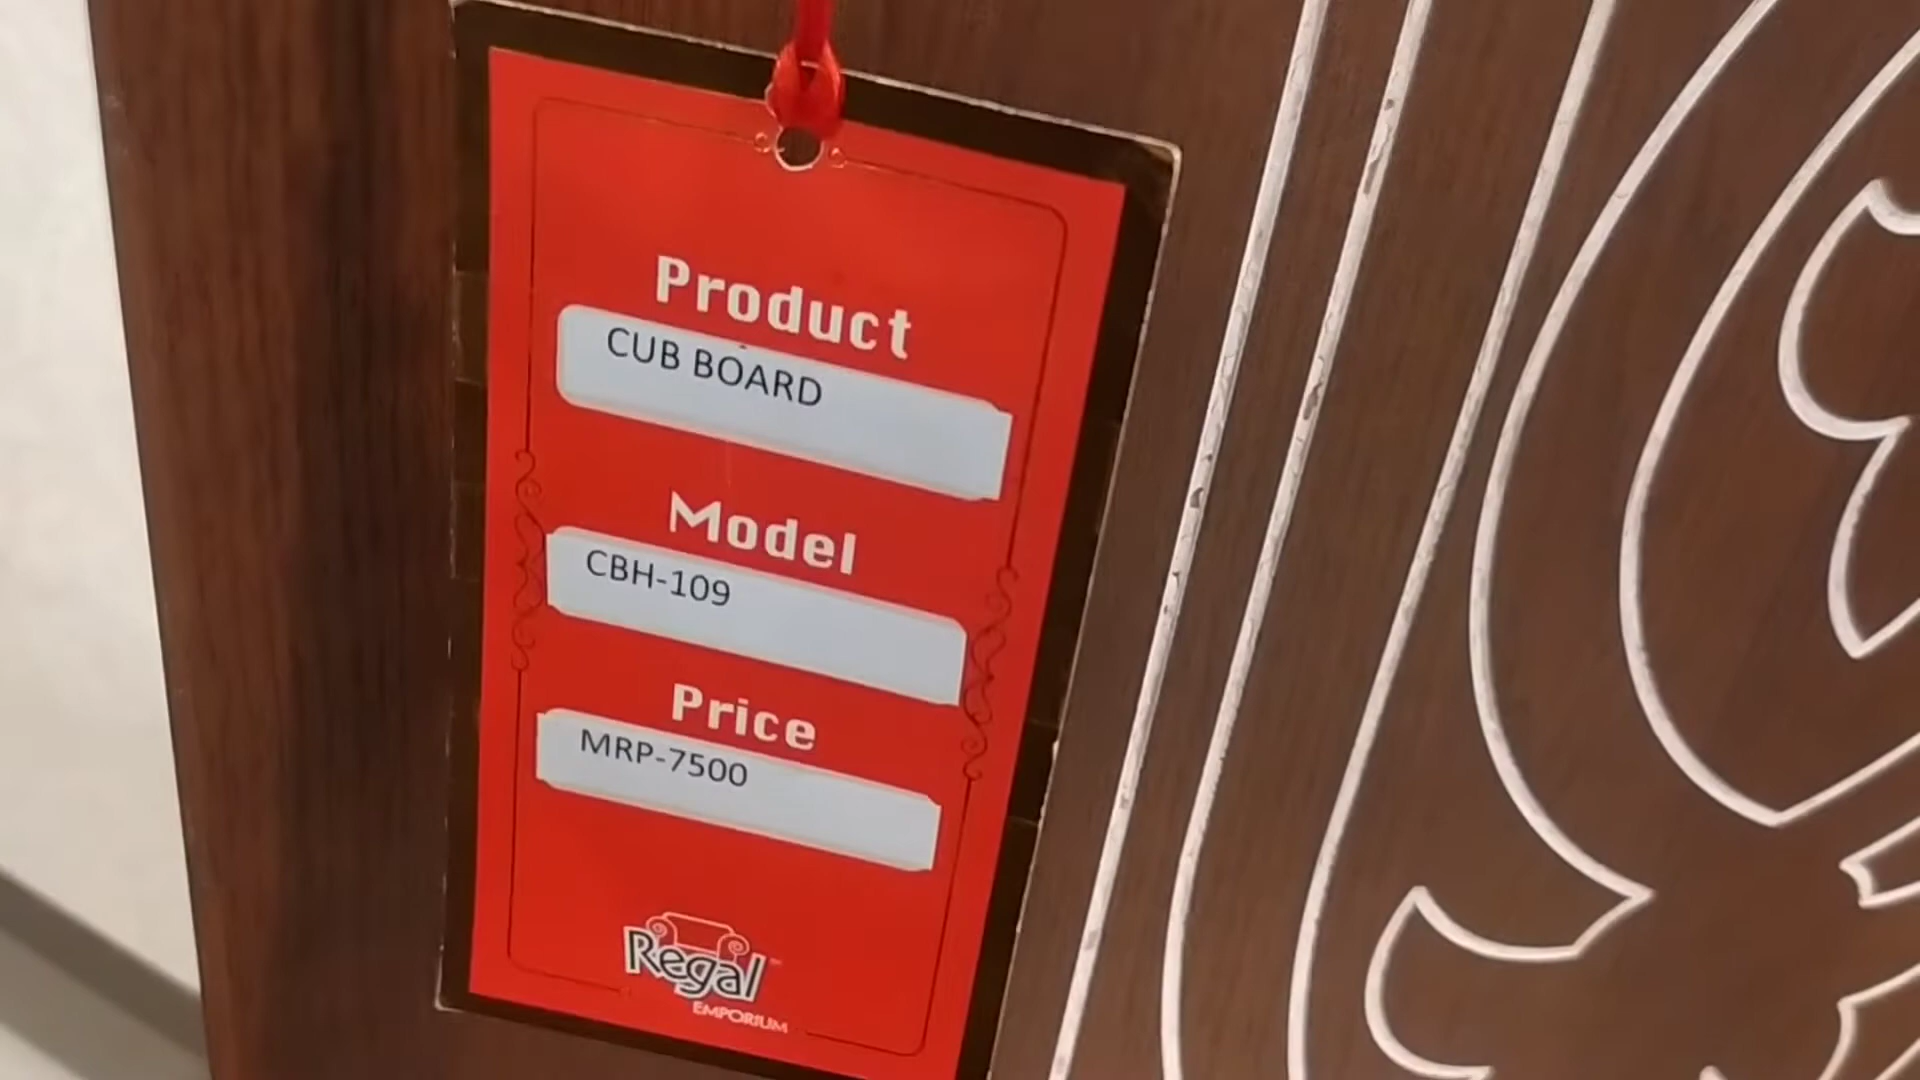 Product
CUB BOARD
Model
CBH-109
Price
MRP-7500
Regal
EMPORIUM